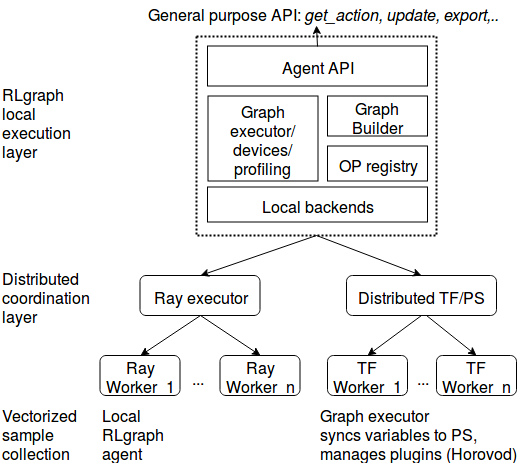 General purpose API: get_action, update, export,..
RLgraph
local
execution
layer
Agent API
Graph
executor/
devices/
profiling
Graph
Builder
OP registry
Local backends
Distributed
coordination
layer
Ray executor
Distributed TF/PS
Ray
Worker_1
...
Ray
Worker_n
TF
Worker_1
...
TF
Worker_n
Vectorized
sample
collection
Local
RLgraph
agent
Graph executor
syncs variables to PS,
manages plugins (Horovod)